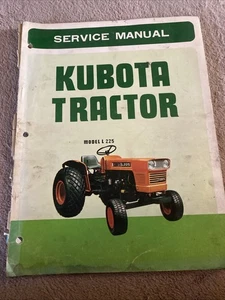 SERVICE MANUAL
KUBOTA
TRACTOR
MODEL L 225